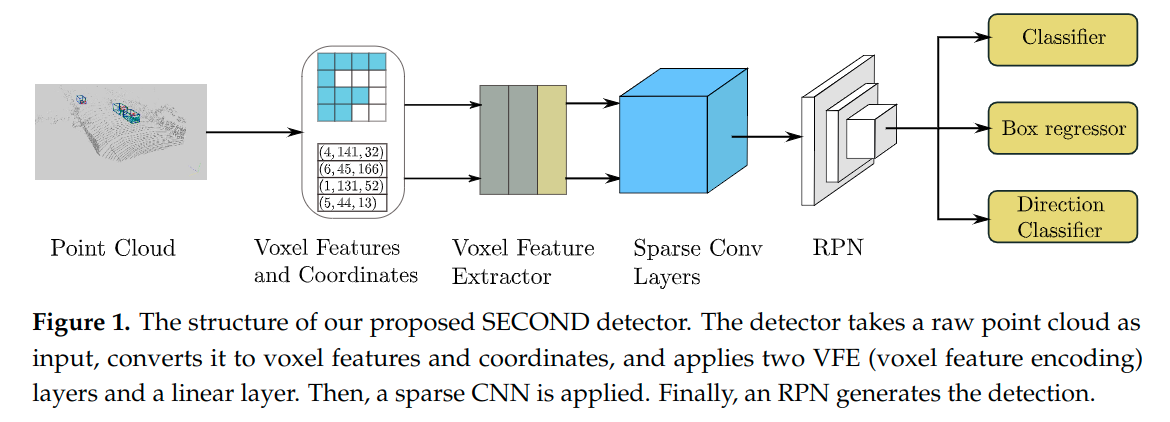 Classifier
(4, 141, 32)
(6, 45, 166)
(1, 131, 52)
(5, 44, 13)
Box regressor
Direction
Classifier
Point Cloud
Voxel Features
and Coordinates
Voxel Feature
Extractor
Sparse Conv
Layers
RPN
Figure 1. The structure of our proposed SECOND detector. The detector takes a raw point cloud as
input, converts it to voxel features and coordinates, and applies two VFE (voxel feature encoding)
layers and a linear layer. Then, a sparse CNN is applied. Finally, an RPN generates the detection.